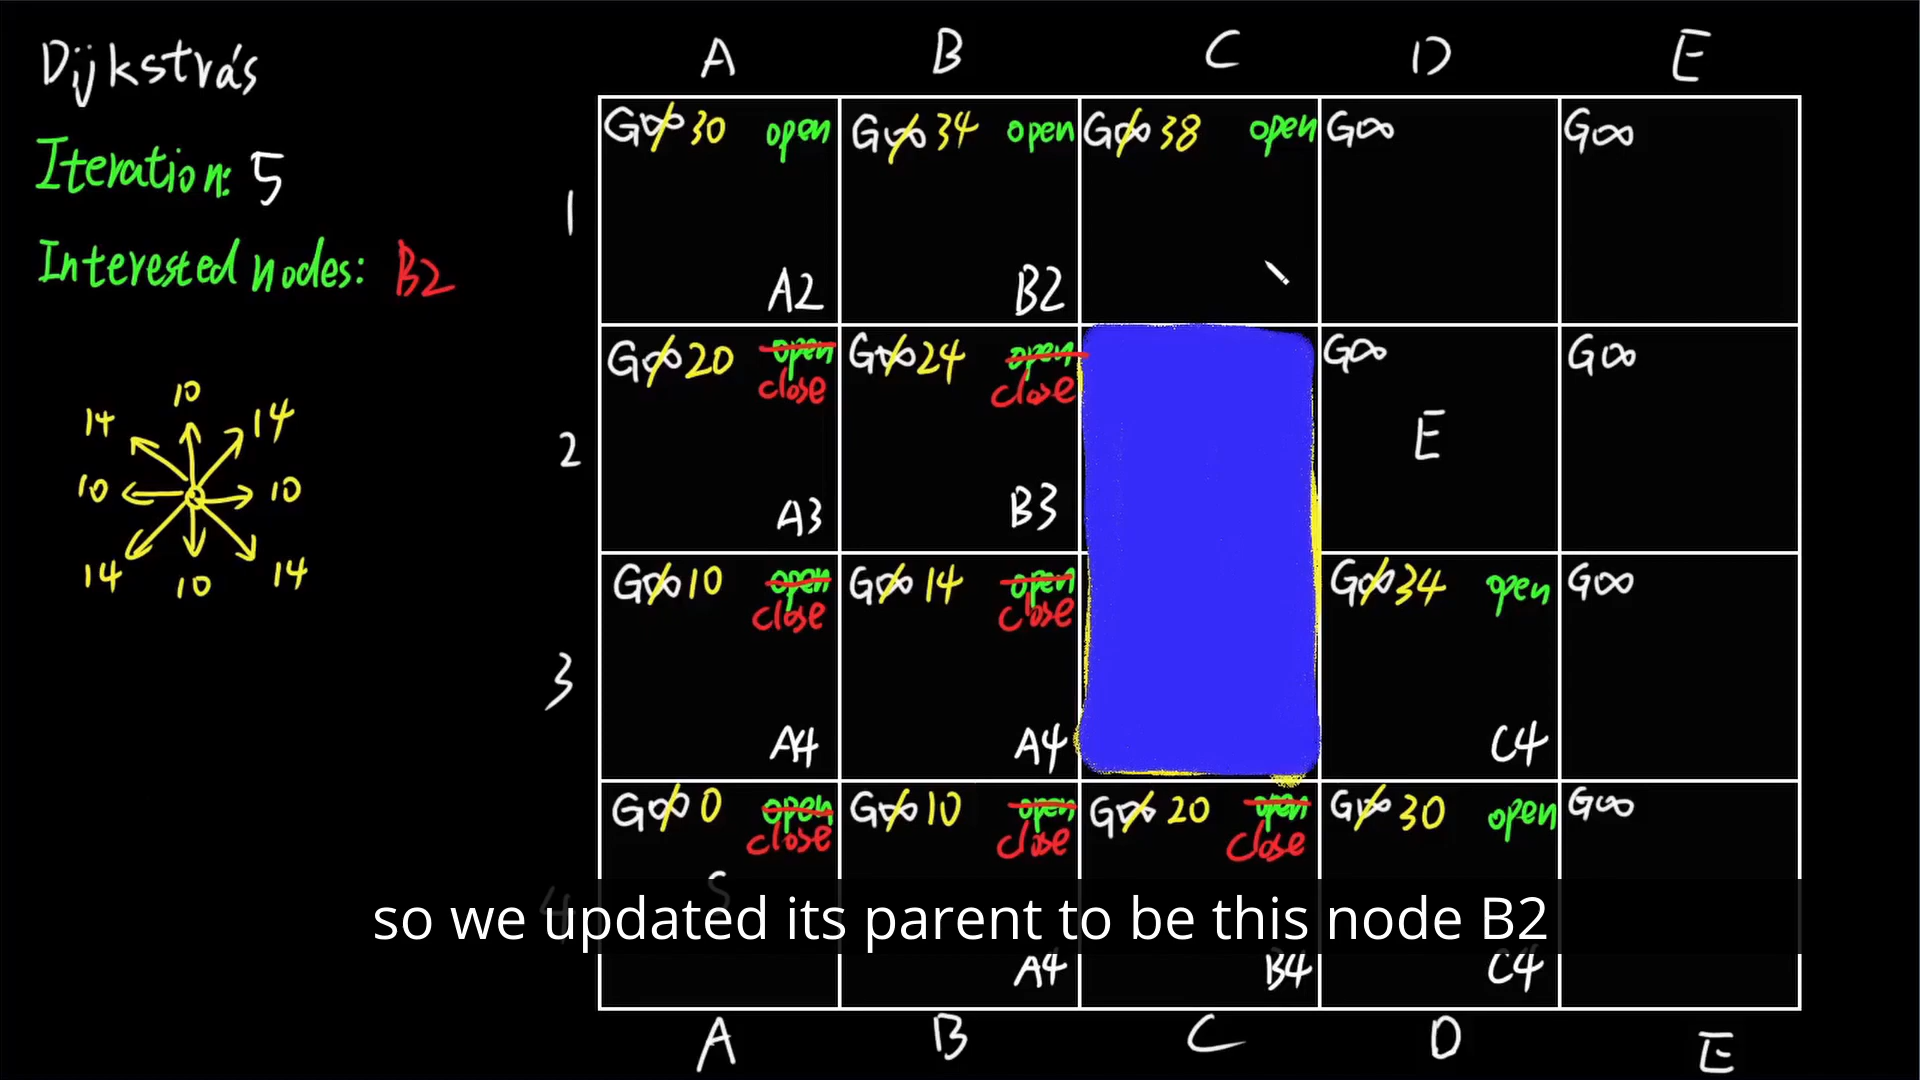 Dijkstra's
Iteration: 5
Interested nodes: B2
10
14 14
10 10
14 10 14
A B C D E
1
G∞ 30 open A2
G∞ 34 open B2
G∞ 38 open
G∞
G∞
2
G∞ 20 open close A3
G∞ 24 open close B3
G∞ E
G∞
3
G∞ 10 open close A4
G∞ 14 open close A4
G∞ 34 open C4
G∞
4
G∞ 0 open close S
G∞ 10 open close A4
G∞ 20 open close B4
G∞ 30 open C4
G∞
so we updated its parent to be this node B2
A B C D E